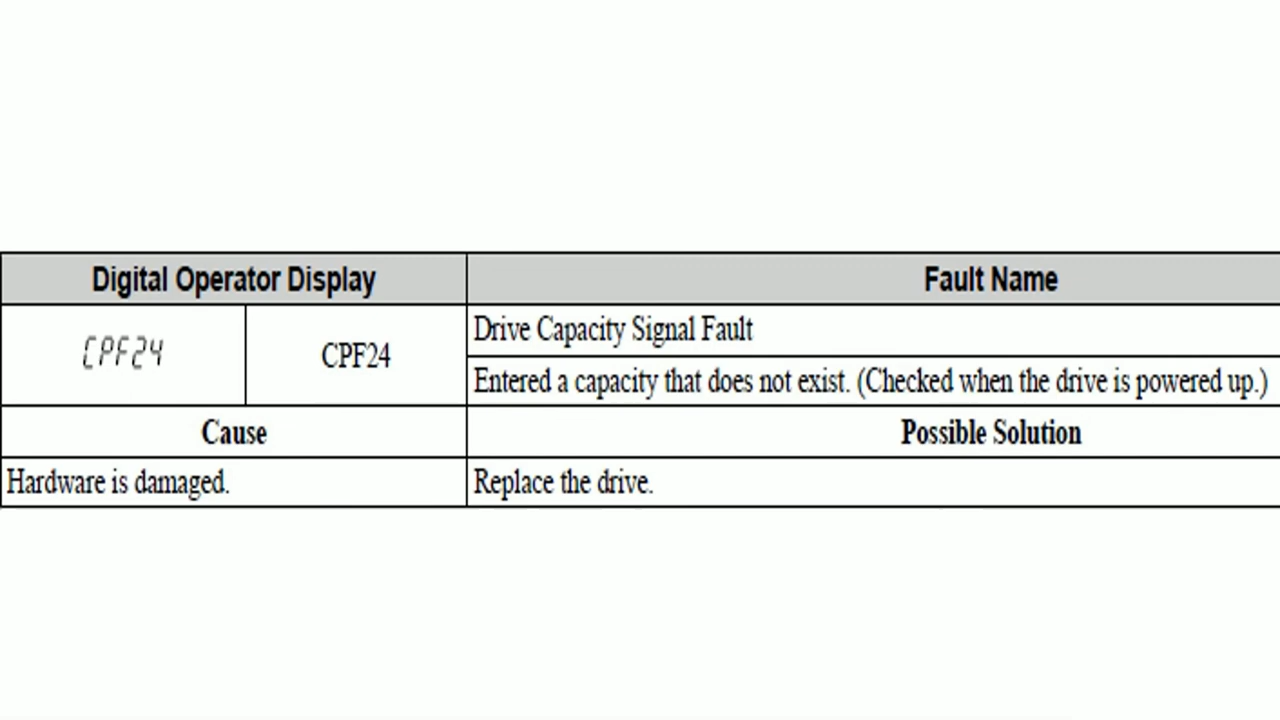 Digital Operator Display
Fault Name
CPF24
CPF24
Drive Capacity Signal Fault
Entered a capacity that does not exist. (Checked when the drive is powered up.)
Cause
Possible Solution
Hardware is damaged.
Replace the drive.